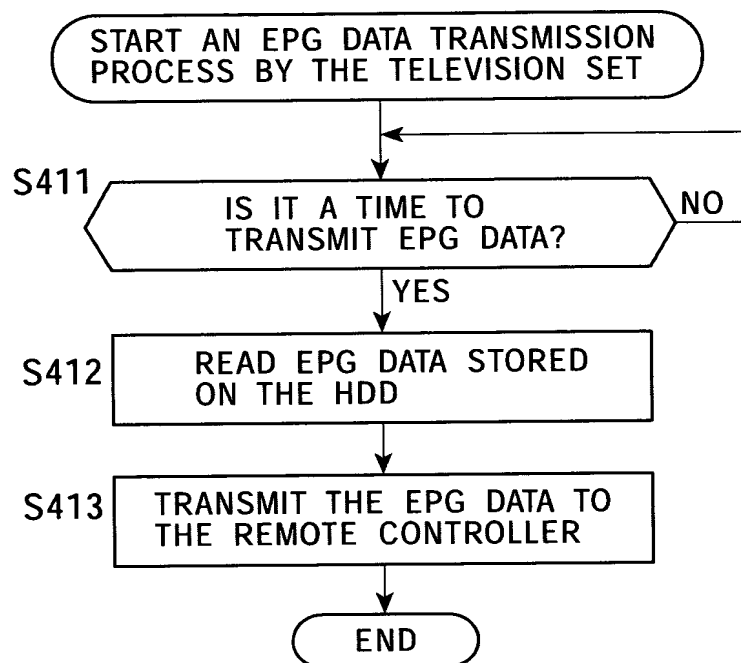 START AN EPG DATA TRANSMISSION
PROCESS BY THE TELEVISION SET
S411
IS IT A TIME TO
TRANSMIT EPG DATA?
NO
YES
S412
READ EPG DATA STORED
ON THE HDD
S413
TRANSMIT THE EPG DATA TO
THE REMOTE CONTROLLER
END